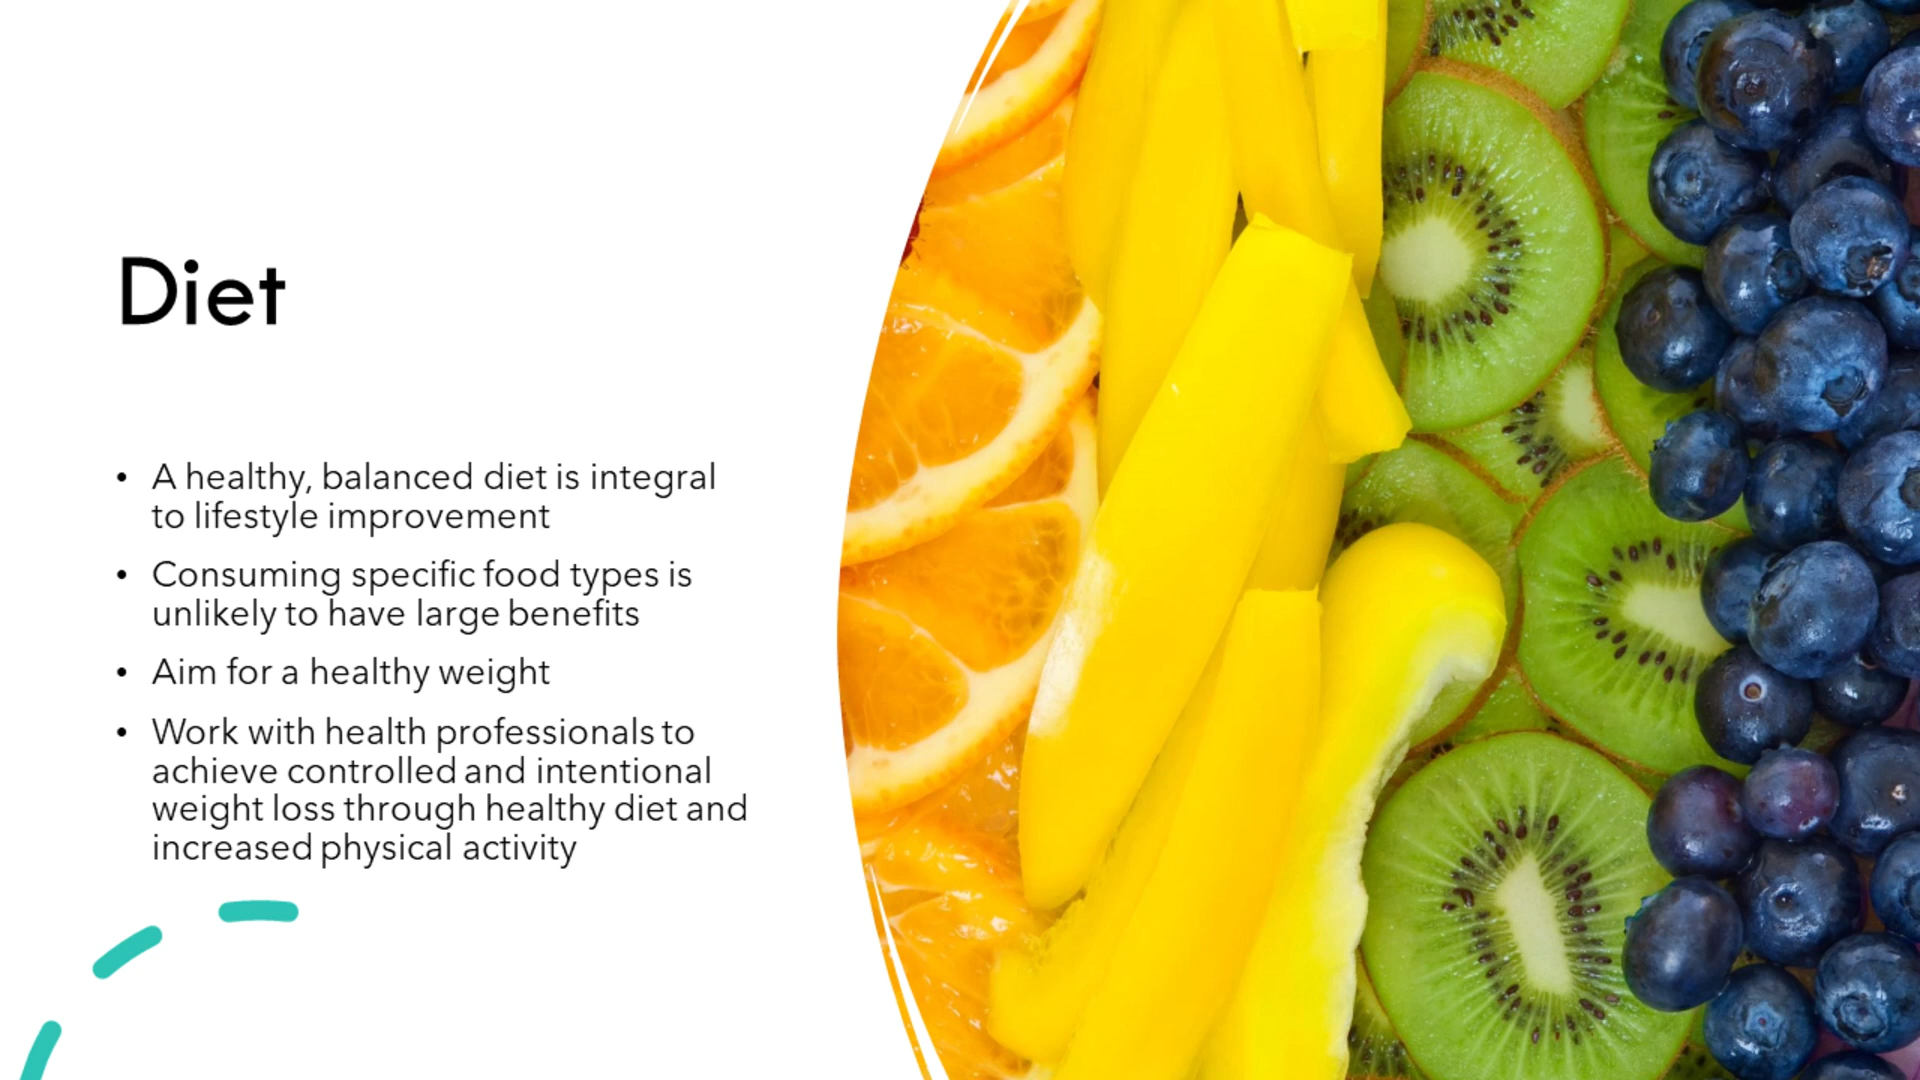 Diet
• A healthy, balanced diet is integral
to lifestyle improvement
• Consuming specific food types is
unlikely to have large benefits
• Aim for a healthy weight
• Work with health professionals to
achieve controlled and intentional
weight loss through healthy diet and
increased physical activity